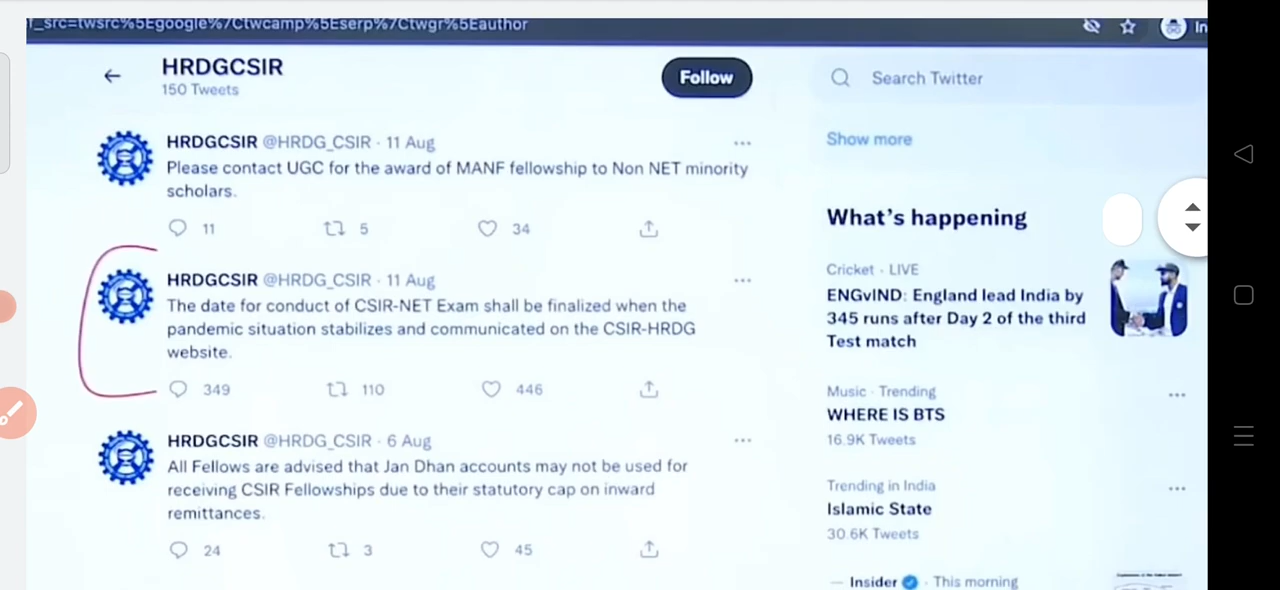 f_src=twsrc%5Egoogle%7Ctwcamp%5Eserp%7Ctwgr%5Eauthor
In
HRDGCSIR
150 Tweets
Follow
Search Twitter
HRDGCSIR @HRDG_CSIR · 11 Aug
Please contact UGC for the award of MANF fellowship to Non NET minority
scholars.
11 5 34
HRDGCSIR @HRDG_CSIR · 11 Aug
The date for conduct of CSIR-NET Exam shall be finalized when the
pandemic situation stabilizes and communicated on the CSIR-HRDG
website.
349 110 446
HRDGCSIR @HRDG_CSIR · 6 Aug
All Fellows are advised that Jan Dhan accounts may not be used for
receiving CSIR Fellowships due to their statutory cap on inward
remittances.
24 3 45
Show more
What's happening
Cricket · LIVE
ENGvIND: England lead India by
345 runs after Day 2 of the third
Test match
Music · Trending
WHERE IS BTS
16.9K Tweets
Trending in India
Islamic State
30.6K Tweets
Insider · This morning